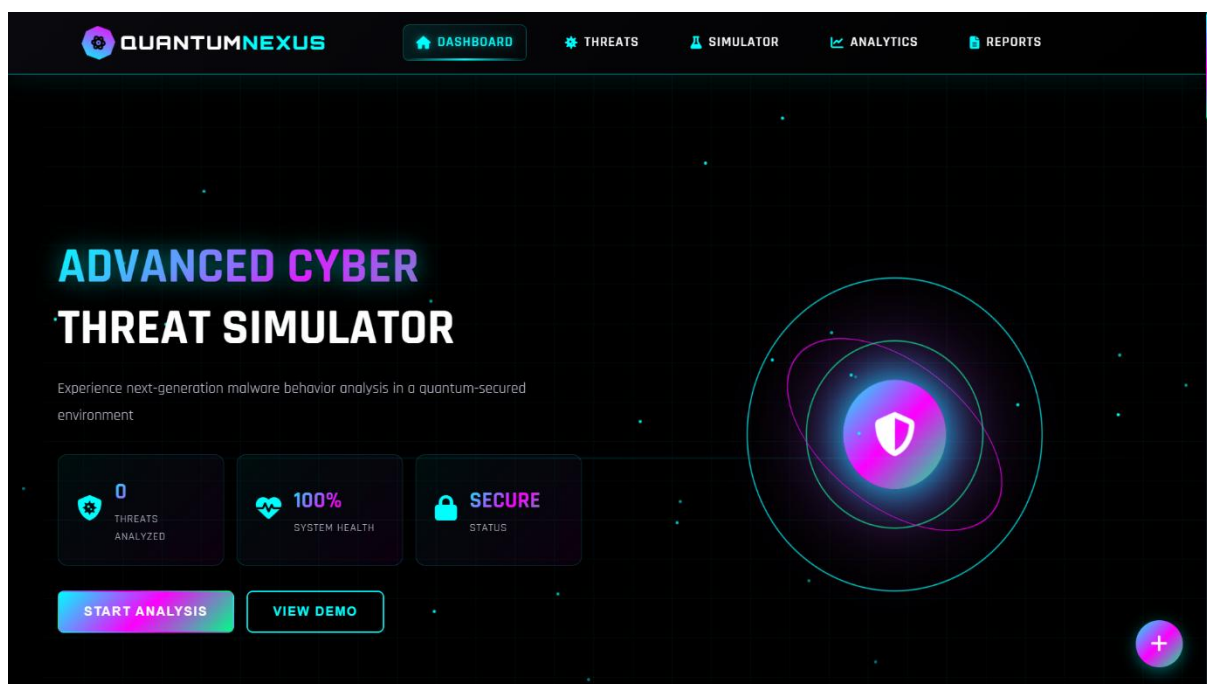 QUANTUMNEXUS
DASHBOARD
THREATS
SIMULATOR
ANALYTICS
REPORTS
ADVANCED CYBER
THREAT SIMULATOR
Experience next-generation malware behavior analysis in a quantum-secured
environment
0
THREATS
ANALYZED
100%
SYSTEM HEALTH
SECURE
STATUS
START ANALYSIS
VIEW DEMO
+